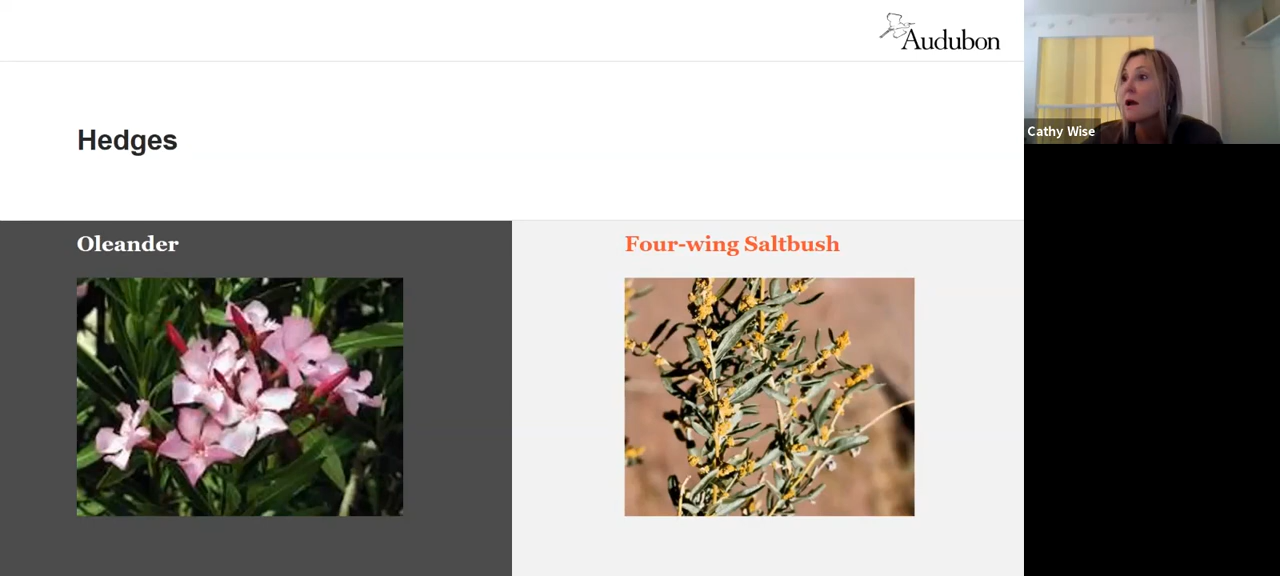 Audubon
Cathy Wise
Hedges
Oleander
Four-wing Saltbush